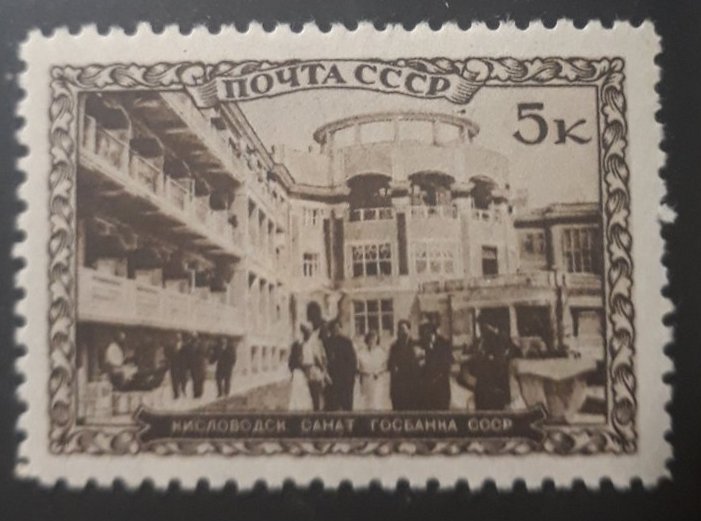 ПОЧТА СССР
5к
КИСЛОВОДСК САНАТ ГОСБАНКА СССР